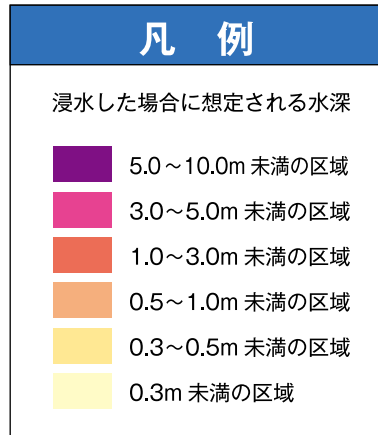 凡　例
浸水した場合に想定される水深
5.0～10.0m 未満の区域
3.0～5.0m 未満の区域
1.0～3.0m 未満の区域
0.5～1.0m 未満の区域
0.3～0.5m 未満の区域
0.3m 未満の区域